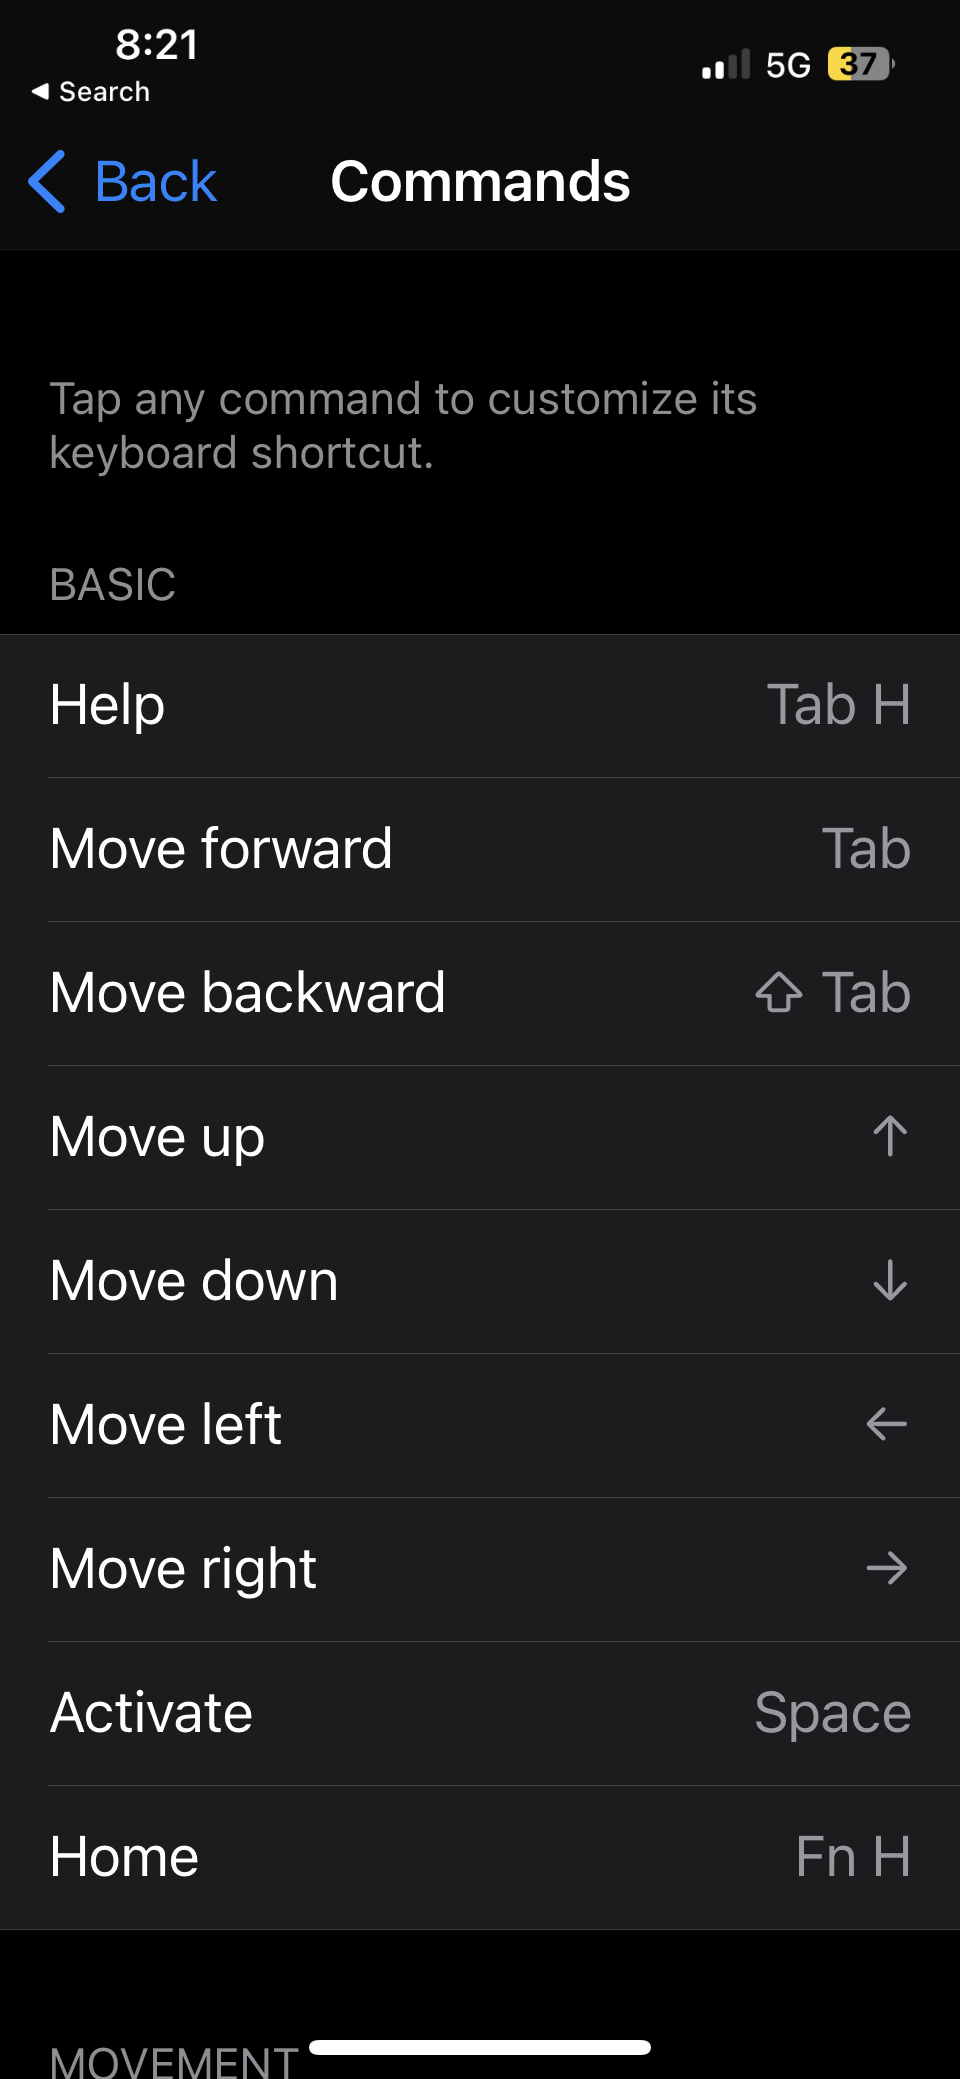 8:21
5G 37
◀ Search
Back Commands
Tap any command to customize its
keyboard shortcut.
BASIC
Help Tab H
Move forward Tab
Move backward ⇧ Tab
Move up ↑
Move down ↓
Move left ←
Move right →
Activate Space
Home Fn H
MOVEMENT